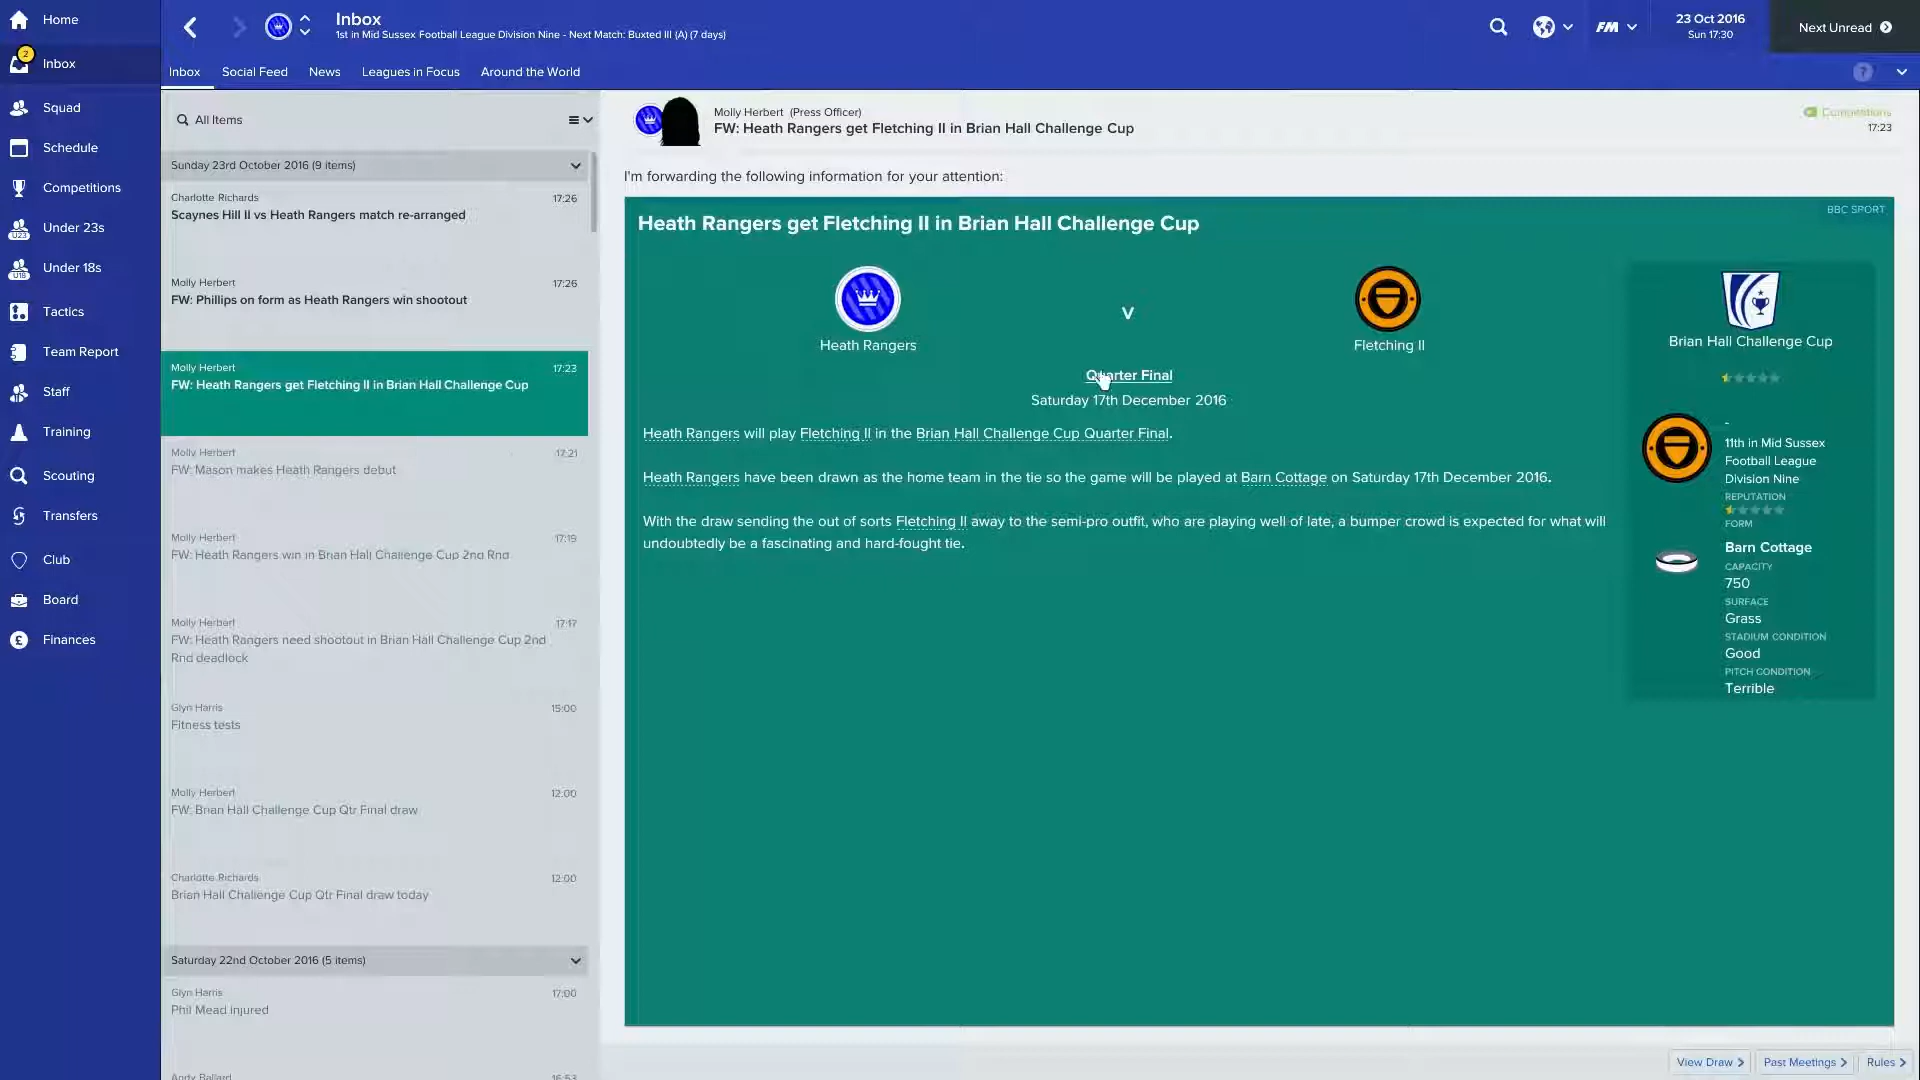 Home
Inbox
2
Squad
Schedule
Competitions
Under 23s
U23
Under 18s
U18
Tactics
Team Report
Staff
Training
Scouting
Transfers
Club
Board
Finances
Inbox
1st in Mid Sussex Football League Division Nine - Next Match: Buxted III (A) (7 days)
FM
23 Oct 2016
Sun 17:30
Next Unread
Inbox
Social Feed
News
Leagues in Focus
Around the World
?
All Items
Sunday 23rd October 2016 (9 items)
Charlotte Richards
17:26
Scaynes Hill II vs Heath Rangers match re-arranged
Molly Herbert
17:26
FW: Phillips on form as Heath Rangers win shootout
Molly Herbert
17:23
FW: Heath Rangers get Fletching II in Brian Hall Challenge Cup
Molly Herbert
17:21
FW: Mason makes Heath Rangers debut
Molly Herbert
17:19
FW: Heath Rangers win in Brian Hall Challenge Cup 2nd Rnd
Molly Herbert
17:17
FW: Heath Rangers need shootout in Brian Hall Challenge Cup 2nd
Rnd deadlock
Glyn Harris
15:00
Fitness tests
Molly Herbert
12:00
FW: Brian Hall Challenge Cup Qtr Final draw
Charlotte Richards
12:00
Brian Hall Challenge Cup Qtr Final draw today
Saturday 22nd October 2016 (5 items)
Glyn Harris
17:00
Phil Mead injured
Andy Ballard
16:53
Molly Herbert (Press Officer)
FW: Heath Rangers get Fletching II in Brian Hall Challenge Cup
Competitions
17:23
I'm forwarding the following information for your attention:
BBC SPORT
Heath Rangers get Fletching II in Brian Hall Challenge Cup
Heath Rangers
V
Fletching II
Quarter Final
Saturday 17th December 2016
Heath Rangers will play Fletching II in the Brian Hall Challenge Cup Quarter Final.
Heath Rangers have been drawn as the home team in the tie so the game will be played at Barn Cottage on Saturday 17th December 2016.
With the draw sending the out of sorts Fletching II away to the semi-pro outfit, who are playing well of late, a bumper crowd is expected for what will
undoubtedly be a fascinating and hard-fought tie.
Brian Hall Challenge Cup
-
11th in Mid Sussex
Football League
Division Nine
REPUTATION
FORM
Barn Cottage
CAPACITY
750
SURFACE
Grass
STADIUM CONDITION
Good
PITCH CONDITION
Terrible
View Draw
Past Meetings
Rules